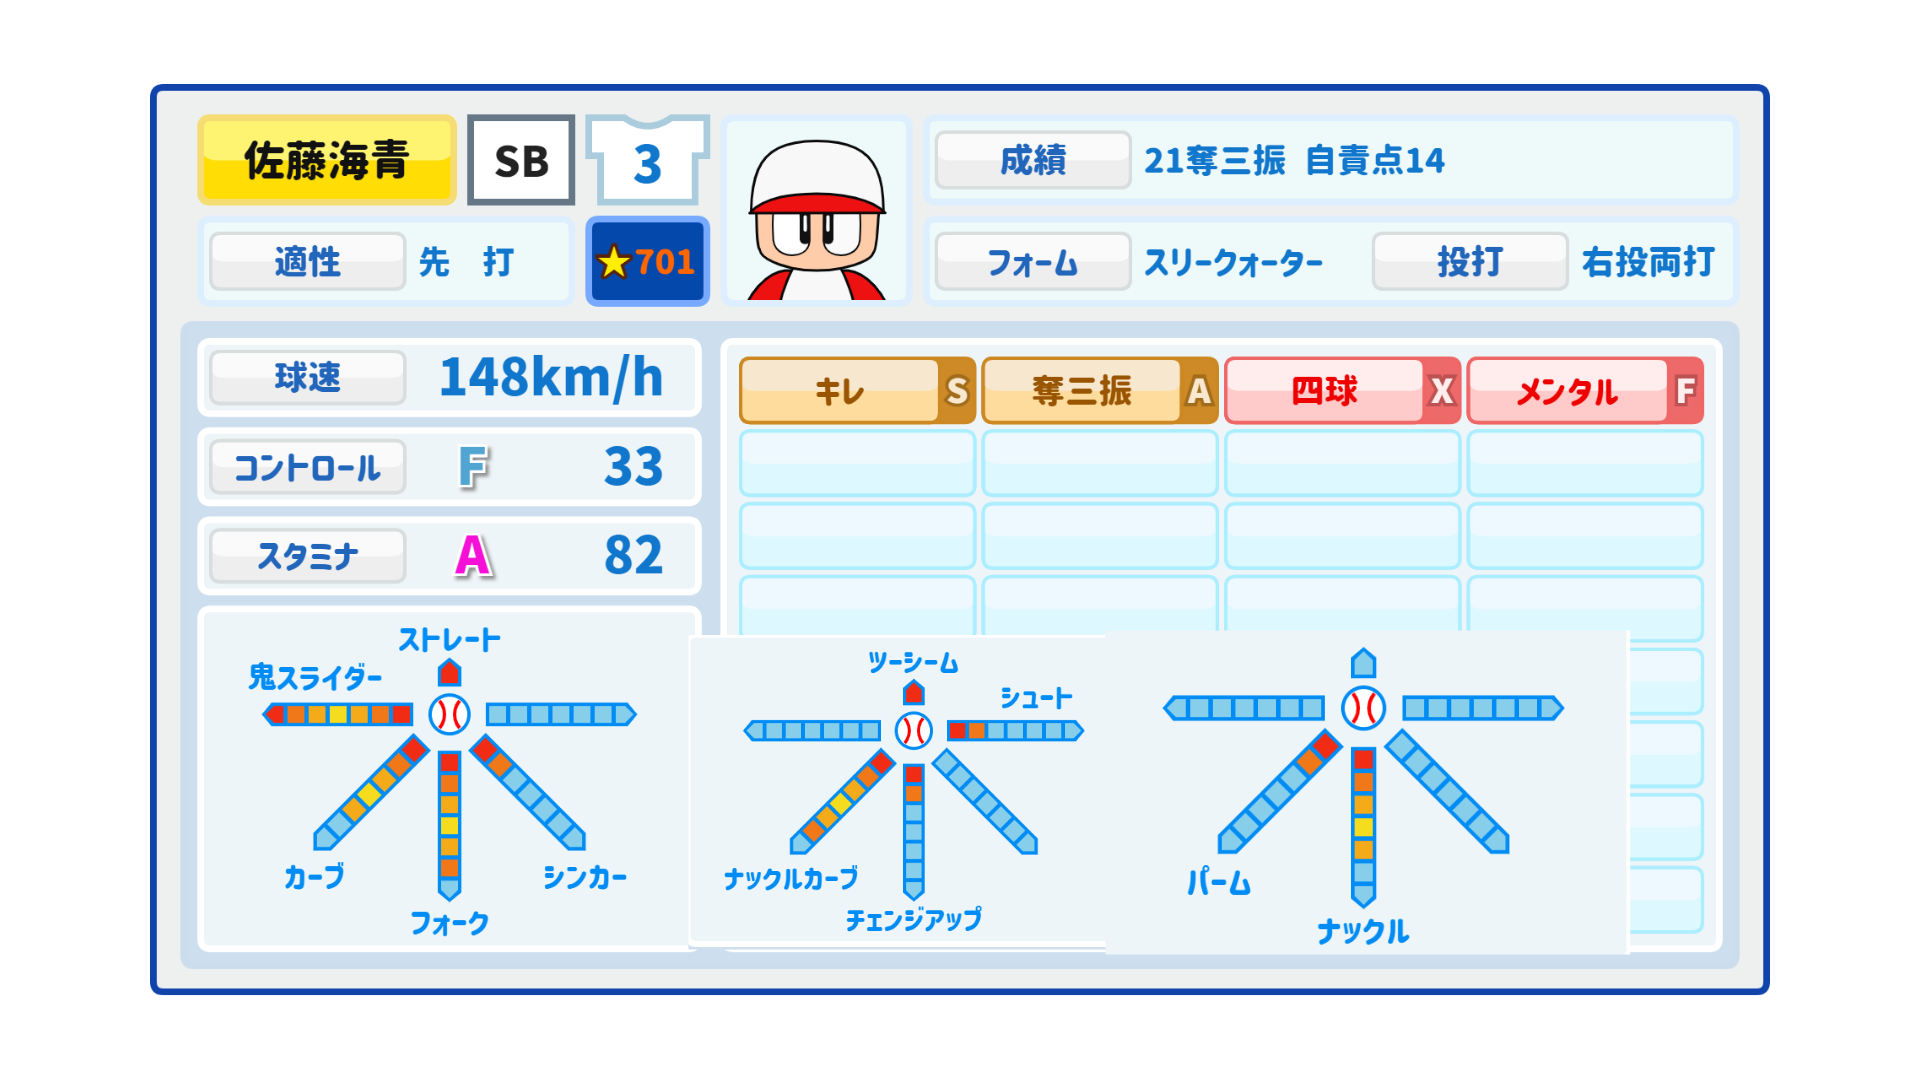 佐藤海青 SB 3
成績 21奪三振 自責点14
適性 先 打 ★701
フォーム スリークォーター 投打 右投両打
球速 148km/h
コントロール F 33
スタミナ A 82
キレ S 奪三振 A 四球 X メンタル F
ストレート
鬼スライダー
カーブ
シンカー
フォーク
ツーシーム
シュート
ナックルカーブ
チェンジアップ
パーム
ナックル